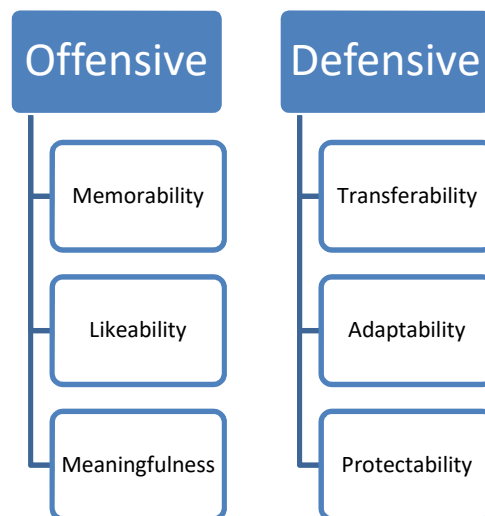 Offensive
Memorability
Likeability
Meaningfulness
Defensive
Transferability
Adaptability
Protectability